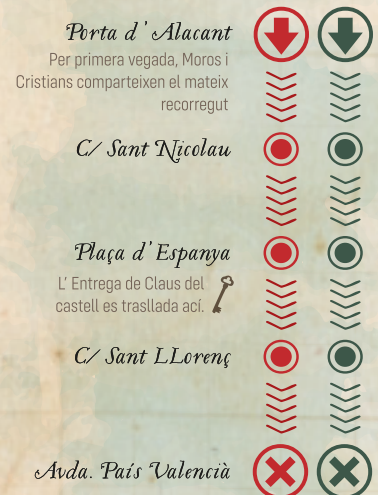 Porta d'Alacant
Per primera vegada, Moros i
Cristians comparteixen el mateix
recorregut
C/ Sant Nicolau
Plaça d'Espanya
L' Entrega de Claus del
castell es trasllada ací.
C/ Sant LLorenç
Avda. País Valencià